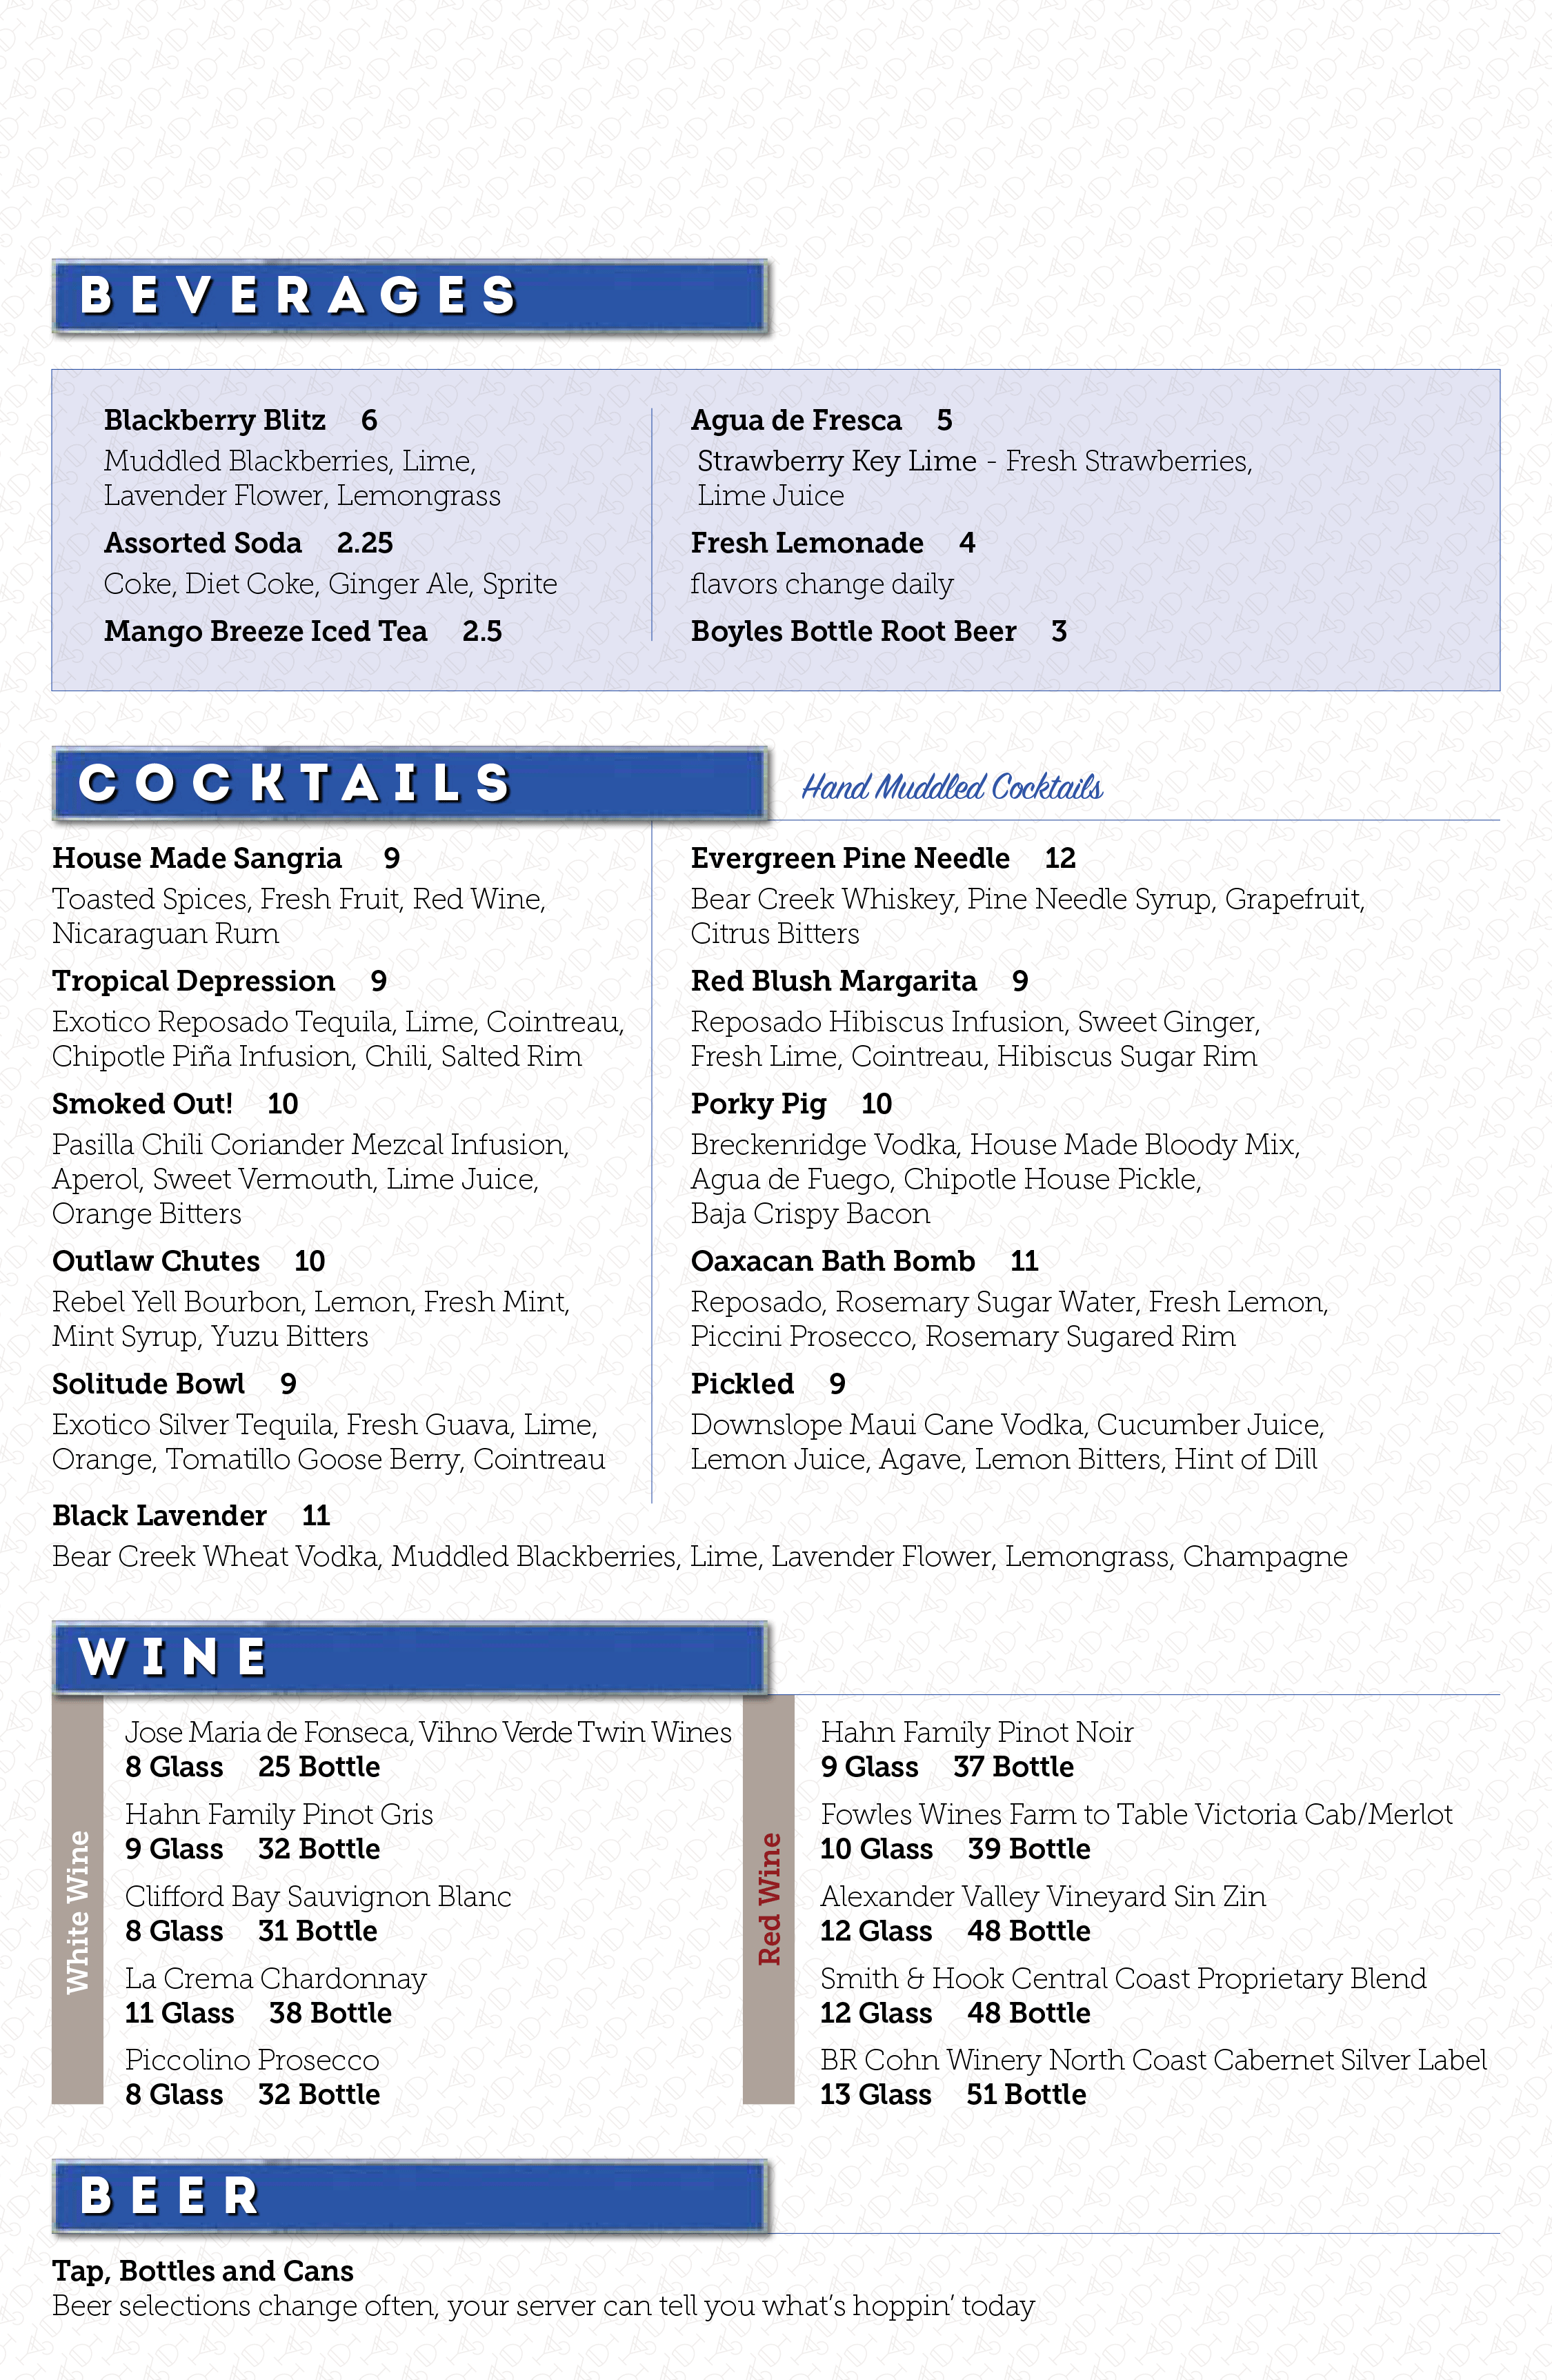 BEVERAGES
Blackberry Blitz 6
Muddled Blackberries, Lime,
Lavender Flower, Lemongrass
Assorted Soda 2.25
Coke, Diet Coke, Ginger Ale, Sprite
Mango Breeze Iced Tea 2.5
Agua de Fresca 5
Strawberry Key Lime - Fresh Strawberries,
Lime Juice
Fresh Lemonade 4
flavors change daily
Boyles Bottle Root Beer 3
COCKTAILS
Hand Muddled Cocktails
House Made Sangria 9
Toasted Spices, Fresh Fruit, Red Wine,
Nicaraguan Rum
Tropical Depression 9
Exotico Reposado Tequila, Lime, Cointreau,
Chipotle Piña Infusion, Chili, Salted Rim
Smoked Out! 10
Pasilla Chili Coriander Mezcal Infusion,
Aperol, Sweet Vermouth, Lime Juice,
Orange Bitters
Outlaw Chutes 10
Rebel Yell Bourbon, Lemon, Fresh Mint,
Mint Syrup, Yuzu Bitters
Solitude Bowl 9
Exotico Silver Tequila, Fresh Guava, Lime,
Orange, Tomatillo Goose Berry, Cointreau
Evergreen Pine Needle 12
Bear Creek Whiskey, Pine Needle Syrup, Grapefruit,
Citrus Bitters
Red Blush Margarita 9
Reposado Hibiscus Infusion, Sweet Ginger,
Fresh Lime, Cointreau, Hibiscus Sugar Rim
Porky Pig 10
Breckenridge Vodka, House Made Bloody Mix,
Agua de Fuego, Chipotle House Pickle,
Baja Crispy Bacon
Oaxacan Bath Bomb 11
Reposado, Rosemary Sugar Water, Fresh Lemon,
Piccini Prosecco, Rosemary Sugared Rim
Pickled 9
Downslope Maui Cane Vodka, Cucumber Juice,
Lemon Juice, Agave, Lemon Bitters, Hint of Dill
Black Lavender 11
Bear Creek Wheat Vodka, Muddled Blackberries, Lime, Lavender Flower, Lemongrass, Champagne
WINE
White Wine
Jose Maria de Fonseca, Vihno Verde Twin Wines
8 Glass 25 Bottle
Hahn Family Pinot Gris
9 Glass 32 Bottle
Clifford Bay Sauvignon Blanc
8 Glass 31 Bottle
La Crema Chardonnay
11 Glass 38 Bottle
Piccolino Prosecco
8 Glass 32 Bottle
Red Wine
Hahn Family Pinot Noir
9 Glass 37 Bottle
Fowles Wines Farm to Table Victoria Cab/Merlot
10 Glass 39 Bottle
Alexander Valley Vineyard Sin Zin
12 Glass 48 Bottle
Smith & Hook Central Coast Proprietary Blend
12 Glass 48 Bottle
BR Cohn Winery North Coast Cabernet Silver Label
13 Glass 51 Bottle
BEER
Tap, Bottles and Cans
Beer selections change often, your server can tell you what's hoppin' today